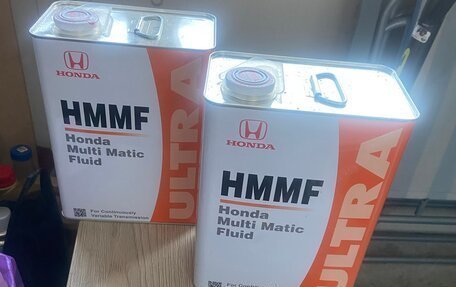 HONDA
HMMF
Honda
Multi Matic
Fluid
ULTRA
For Continuously
Variable Transmission
HONDA
HMMF
Honda
Multi Matic
Fluid
ULTRA